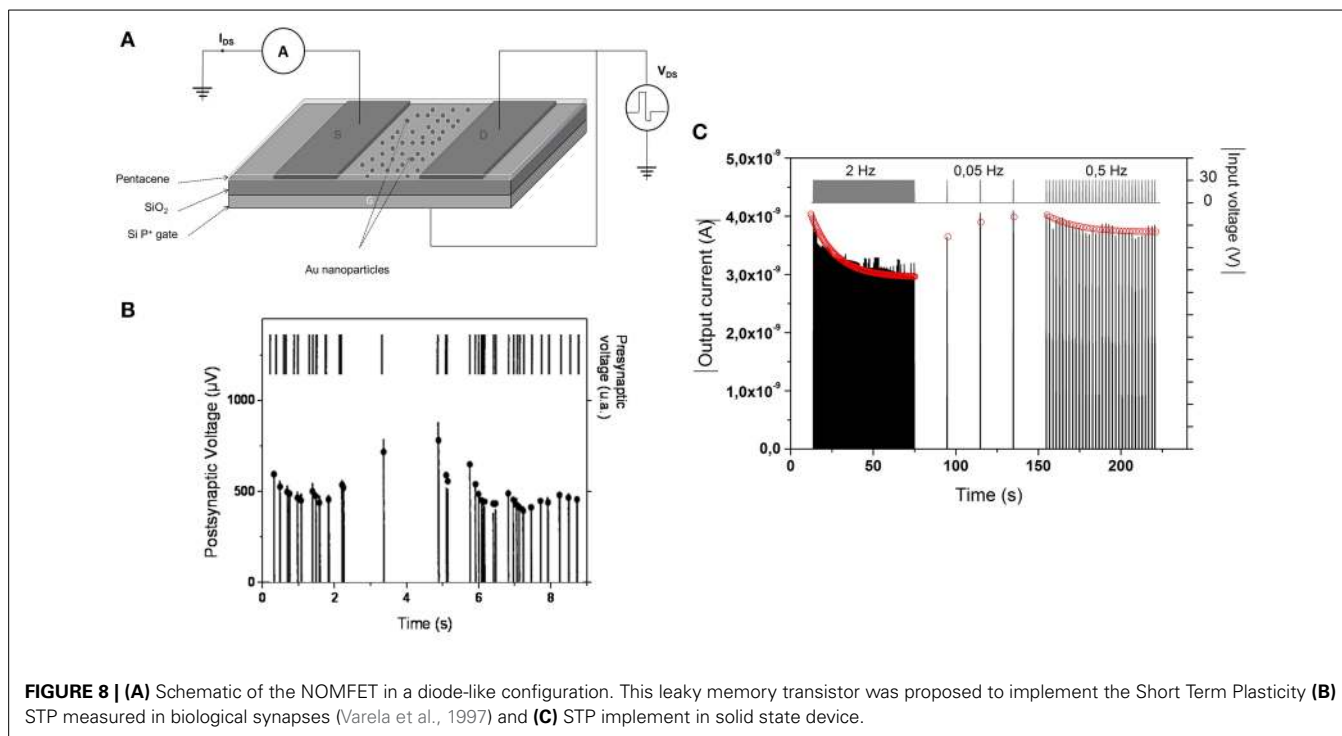 A
I_DS
A
V_DS
S
D
G
Pentacene
SiO₂
Si P⁺ gate
Au nanoparticles
B
Postsynaptic Voltage (µV)
1000
500
0
0 2 4 6 8
Time (s)
Presynaptic
voltage (u.a.)
C
|Output current (A)|
5,0x10⁻⁹
4,0x10⁻⁹
3,0x10⁻⁹
2,0x10⁻⁹
1,0x10⁻⁹
0,0
2 Hz 0,05 Hz 0,5 Hz
30
0
|Input voltage (V)|
0 50 100 150 200
Time (s)
FIGURE 8 | (A) Schematic of the NOMFET in a diode-like configuration. This leaky memory transistor was proposed to implement the Short Term Plasticity (B)
STP measured in biological synapses (Varela et al., 1997) and (C) STP implement in solid state device.